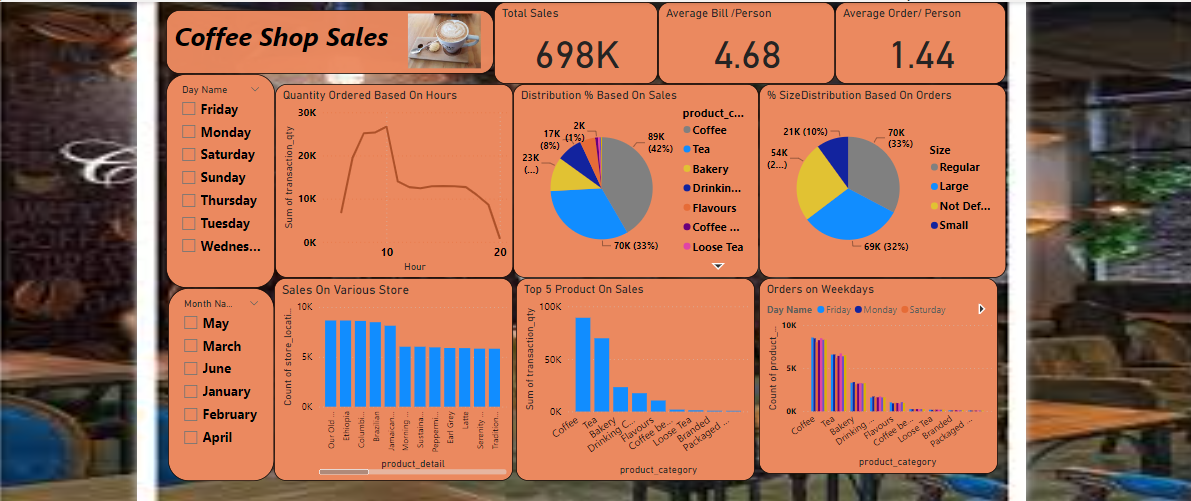 Coffee Shop Sales
Total Sales
698K
Average Bill /Person
4.68
Average Order/ Person
1.44
Day Name
Friday
Monday
Saturday
Sunday
Thursday
Tuesday
Wednes...
Month Na...
May
March
June
January
February
April
Quantity Ordered Based On Hours
Sum of transaction_qty
30K
20K
10K
0K
10
20
Hour
Distribution % Based On Sales
2K
(1%)
17K
(8%)
23K
(...)
89K
(42%)
70K (33%)
product_c...
Coffee
Tea
Bakery
Drinkin...
Flavours
Coffee ...
Loose Tea
% SizeDistribution Based On Orders
21K (10%)
70K
(33%)
54K
(2...)
69K (32%)
Size
Regular
Large
Not Def...
Small
Sales On Various Store
Count of store_locati...
10K
5K
0K
Our Old ...
Ethiopia
Columbi...
Brazilian
Jamaican...
Morning ...
Sustaina...
Peppermi...
Earl Grey
Latte
Serenity ...
Tradition...
product_detail
Top 5 Product On Sales
Sum of transaction_qty
100K
50K
0K
Coffee
Tea
Bakery
Drinking C...
Flavours
Coffee be...
Loose Tea
Branded
Packaged ...
product_category
Orders on Weekdays
Day Name Friday Monday Saturday
Count of product_...
10K
5K
0K
Coffee
Tea
Bakery
Drinking ...
Flavours
Coffee be...
Loose Tea
Branded
Packaged ...
product_category